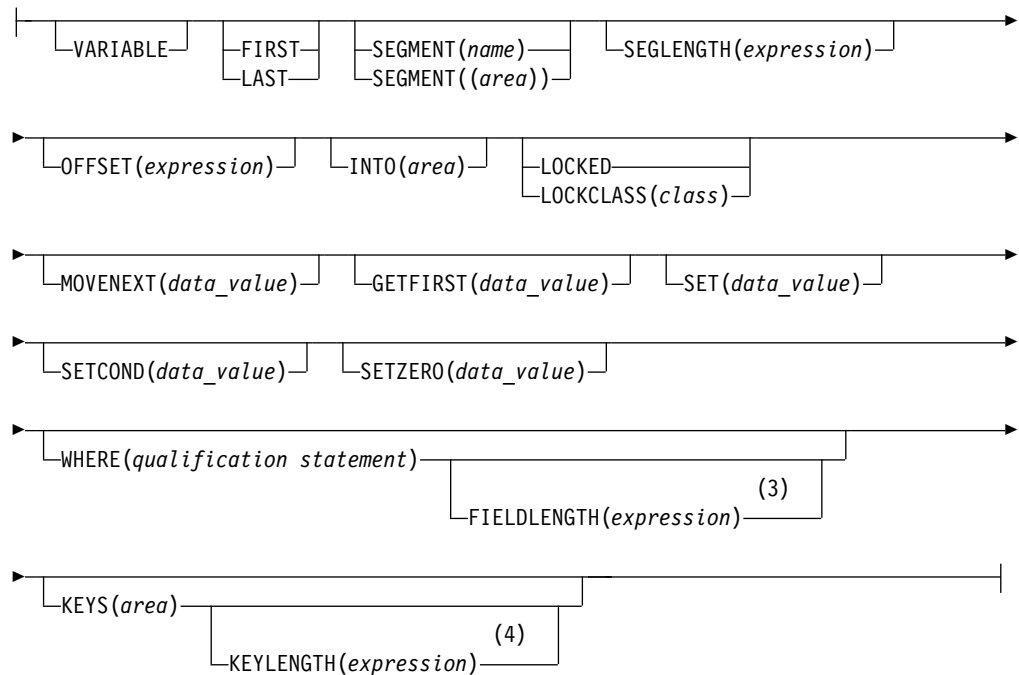 VARIABLE FIRST SEGMENT(name) SEGLENGTH(expression)
LAST SEGMENT((area))
OFFSET(expression) INTO(area) LOCKED
LOCKCLASS(class)
MOVENEXT(data_value) GETFIRST(data_value) SET(data_value)
SETCOND(data_value) SETZERO(data_value)
WHERE(qualification statement)
(3)
FIELDLENGTH(expression)
KEYS(area)
(4)
KEYLENGTH(expression)